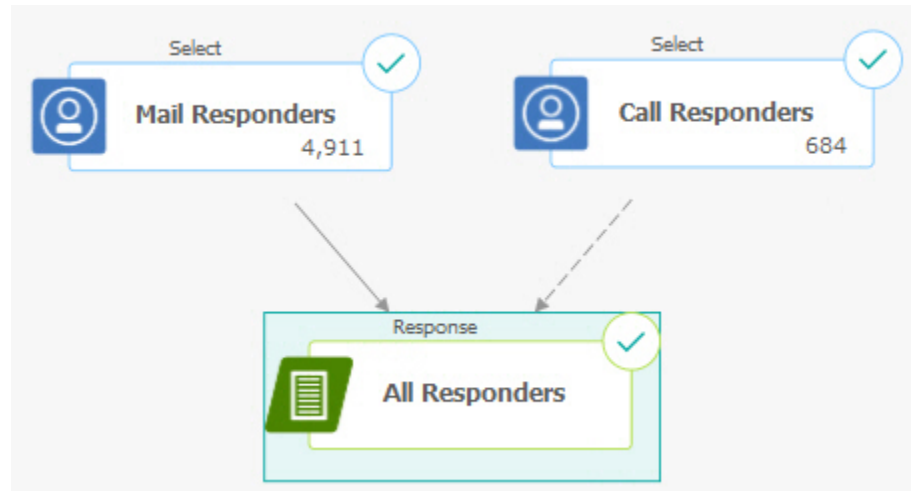 Select
Mail Responders
4,911
Select
Call Responders
684
Response
All Responders